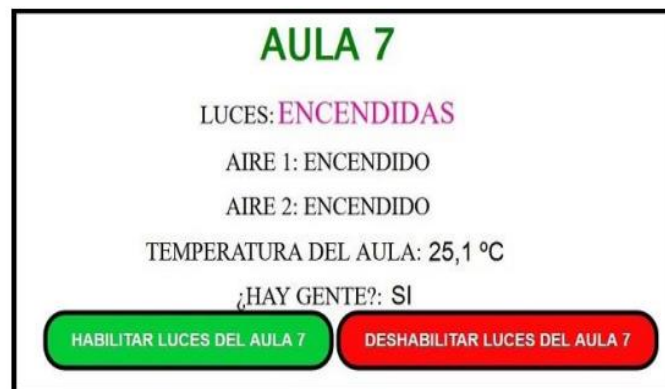 AULA 7
LUCES: ENCENDIDAS
AIRE 1: ENCENDIDO
AIRE 2: ENCENDIDO
TEMPERATURA DEL AULA: 25,1 ºC
¿HAY GENTE?: SI
HABILITAR LUCES DEL AULA 7
DESHABILITAR LUCES DEL AULA 7